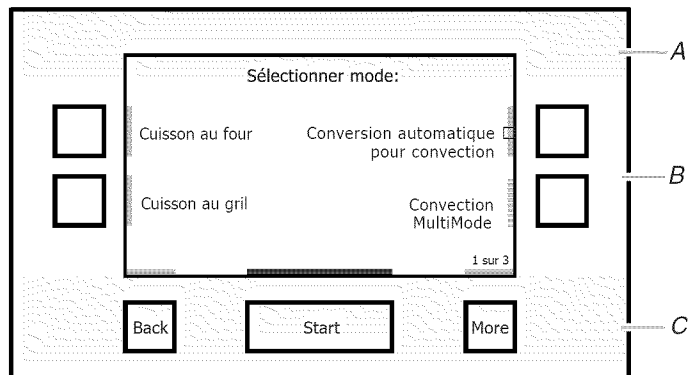 Sélectionner mode:
Cuisson au four
Conversion automatique
pour convection
Cuisson au gril
Convection
MultiMode
1 sur 3
Back
Start
More
A
B
C